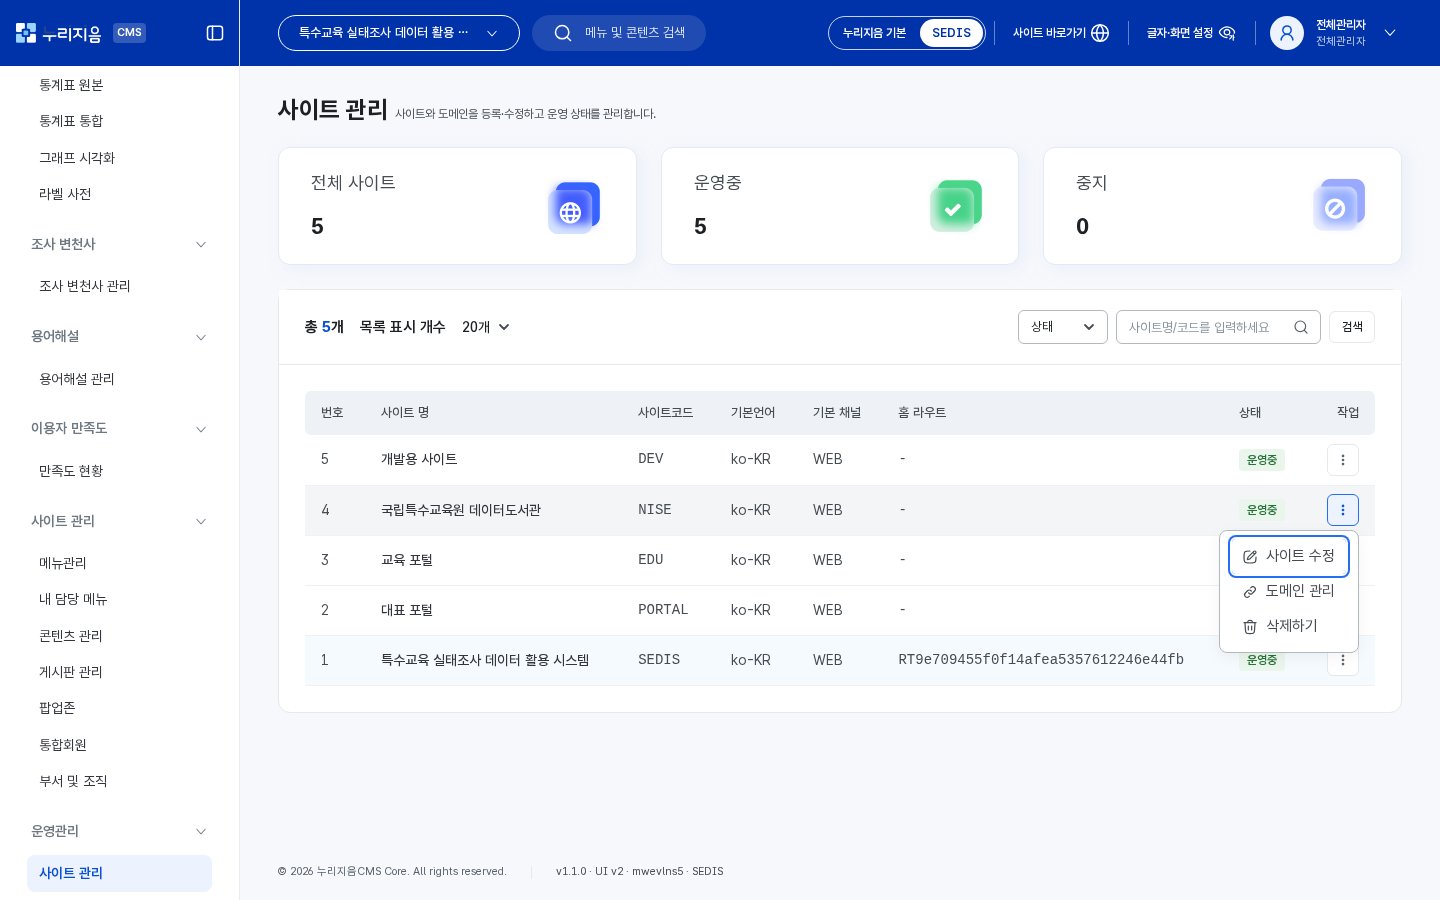 누리지음 CMS
특수교육 실태조사 데이터 활용 ···
메뉴 및 콘텐츠 검색
누리지음 기본 SEDIS
사이트 바로가기
글자·화면 설정
전체관리자
전체관리자
통계표 원본
통계표 통합
그래프 시각화
라벨 사전
조사 변천사
조사 변천사 관리
용어해설
용어해설 관리
이용자 만족도
만족도 현황
사이트 관리
메뉴관리
내 담당 메뉴
콘텐츠 관리
게시판 관리
팝업존
통합회원
부서 및 조직
운영관리
사이트 관리
사이트 관리 사이트와 도메인을 등록·수정하고 운영 상태를 관리합니다.
전체 사이트
5
운영중
5
중지
0
총 5개 목록 표시 개수 20개
상태 사이트명/코드를 입력하세요 검색
번호 사이트 명 사이트코드 기본언어 기본 채널 홈 라우트 상태 작업
5 개발용 사이트 DEV ko-KR WEB - 운영중
4 국립특수교육원 데이터도서관 NISE ko-KR WEB - 운영중
3 교육 포털 EDU ko-KR WEB -
2 대표 포털 PORTAL ko-KR WEB -
1 특수교육 실태조사 데이터 활용 시스템 SEDIS ko-KR WEB RT9e709455f0f14afea5357612246e44fb 운영중
사이트 수정
도메인 관리
삭제하기
© 2026 누리지음CMS Core. All rights reserved.
v1.1.0 · UI v2 · mwevlns5 · SEDIS